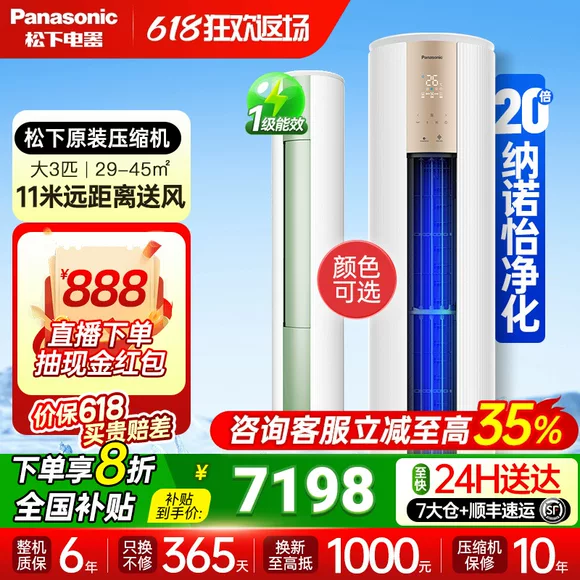 Panasonic
松下电器
618狂欢返场
1级能效
Panasonic
26
20倍
纳诺怡净化
松下原装压缩机
大3匹 | 29-45㎡
11米远距离送风
¥888
直播下单
抽现金红包
颜色
可选
价保618
买贵赔差
咨询客服立减至高35%
下单享8折
全国补贴
补贴
到手价:
¥7198
至快
24H送达
7大仓+顺丰速运
SF
整机质保6年
只换不修365天
换新至高抵1000元
压缩机保修10年